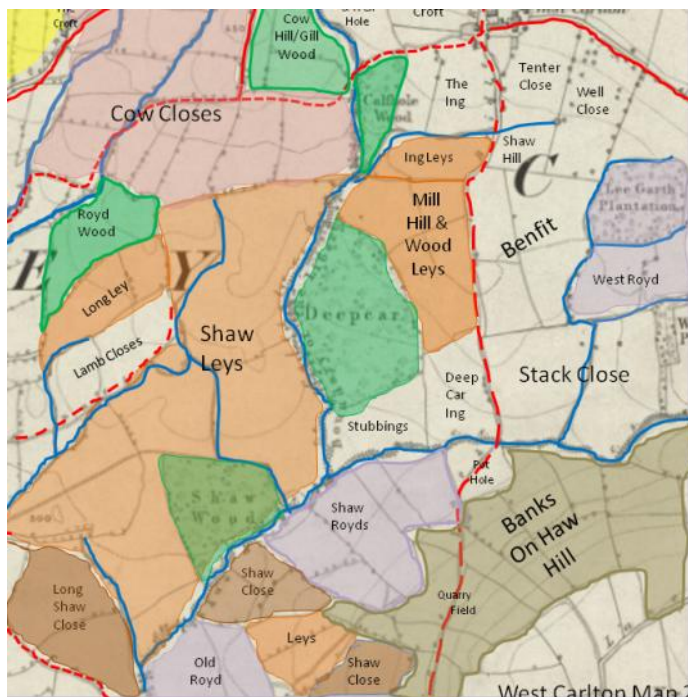 The
Croft
Cow
Hill/Gill
Wood
Hole
Croft
Cow Closes
Calfhole
Wood
The
Ing
Tenter
Close
Well
Close
Ing Leys
Shaw
Hill
C
Lee Garth
Plantation
Royd
Wood
Mill
Hill &
Wood
Leys
Benfit
E
Y
West Royd
Long Ley
Deepcar
Lamb Closes
Shaw
Leys
Stack Close
Deep
Car
Ing
Stubbings
Pot
Hole
Shaw
Wood
Shaw
Royds
Banks
On Haw
Hill
300
Long
Shaw
Close
Shaw
Close
Quarry
Field
Leys
Old
Royd
Shaw
Close
West Carlton Map